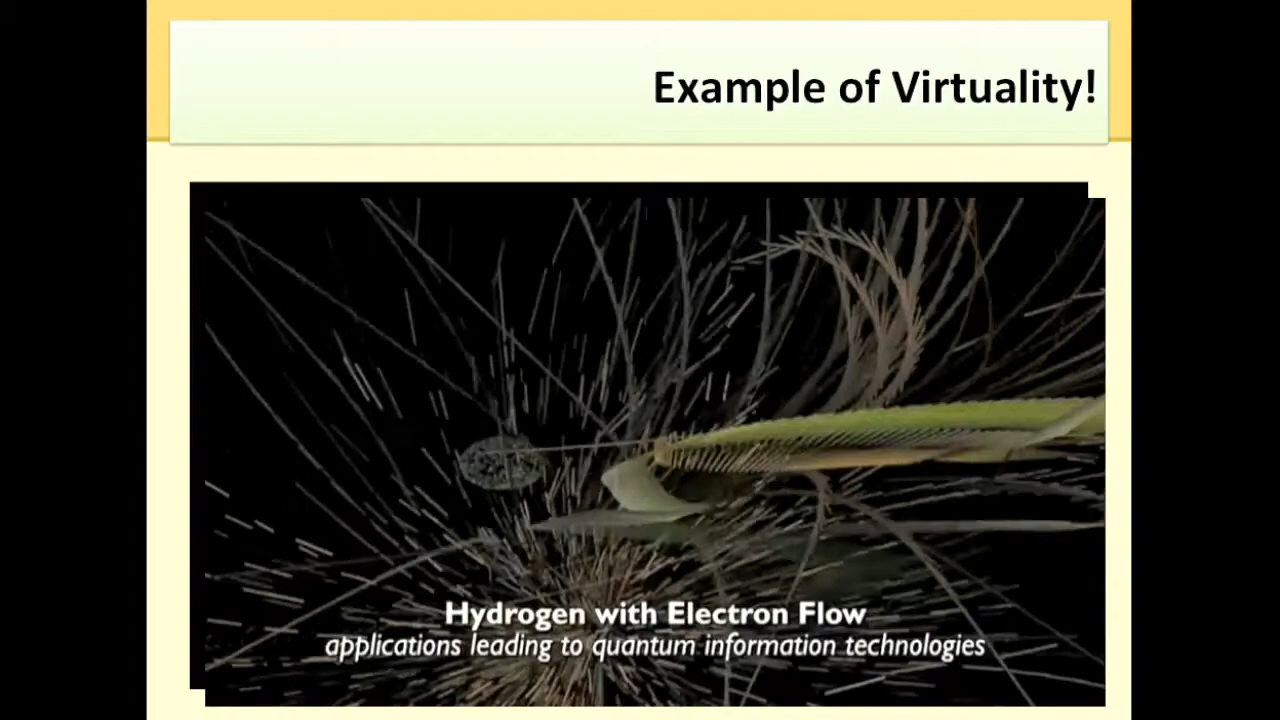 Example of Virtuality!
Hydrogen with Electron Flow
applications leading to quantum information technologies